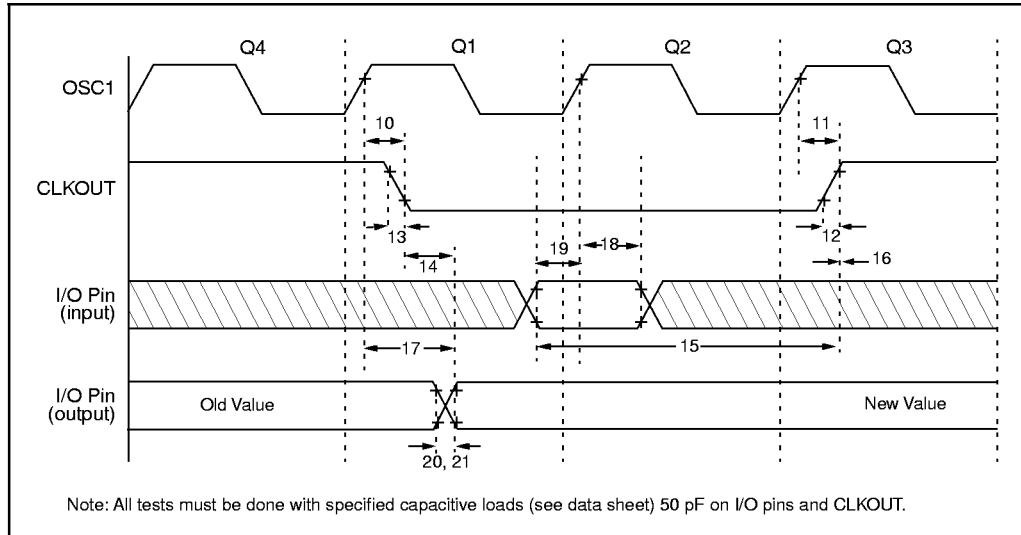 Q4 Q1 Q2 Q3
OSC1
10 11
CLKOUT
13 12
14 19 18 16
I/O Pin
(input)
17 15
I/O Pin
(output)
Old Value New Value
20, 21
Note: All tests must be done with specified capacitive loads (see data sheet) 50 pF on I/O pins and CLKOUT.